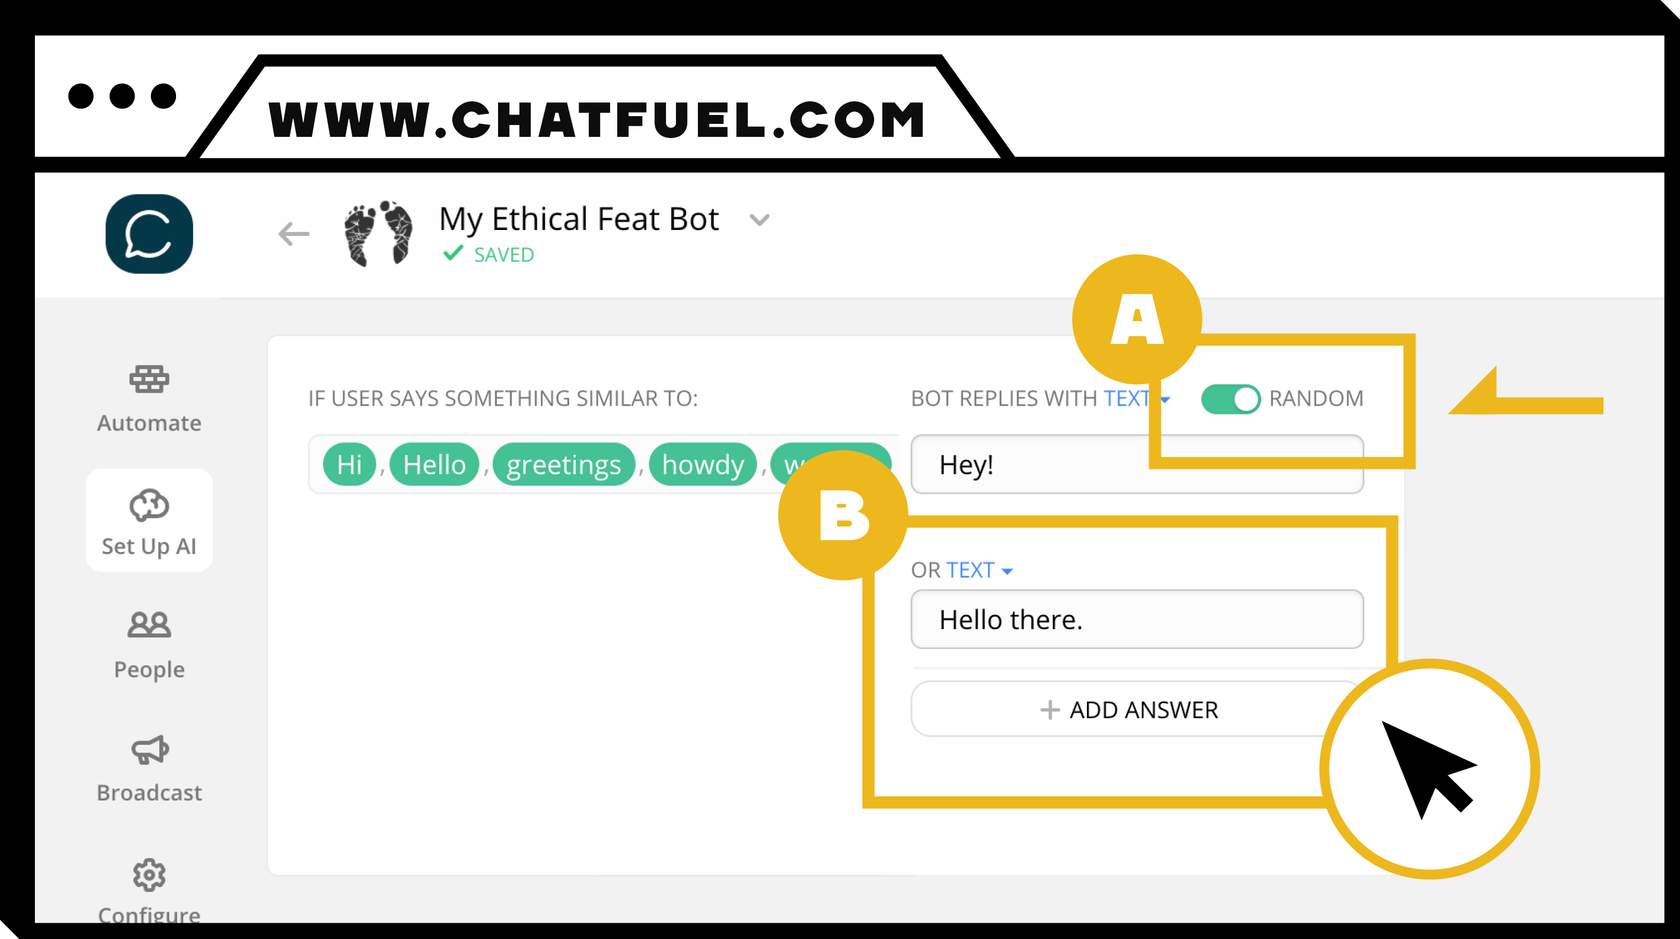 WWW.CHATFUEL.COM
My Ethical Feat Bot
SAVED
Automate
Set Up AI
People
Broadcast
Configure
IF USER SAYS SOMETHING SIMILAR TO:
Hi , Hello , greetings , howdy ,
A
BOT REPLIES WITH TEXT
RANDOM
Hey!
B
OR TEXT
Hello there.
+ ADD ANSWER